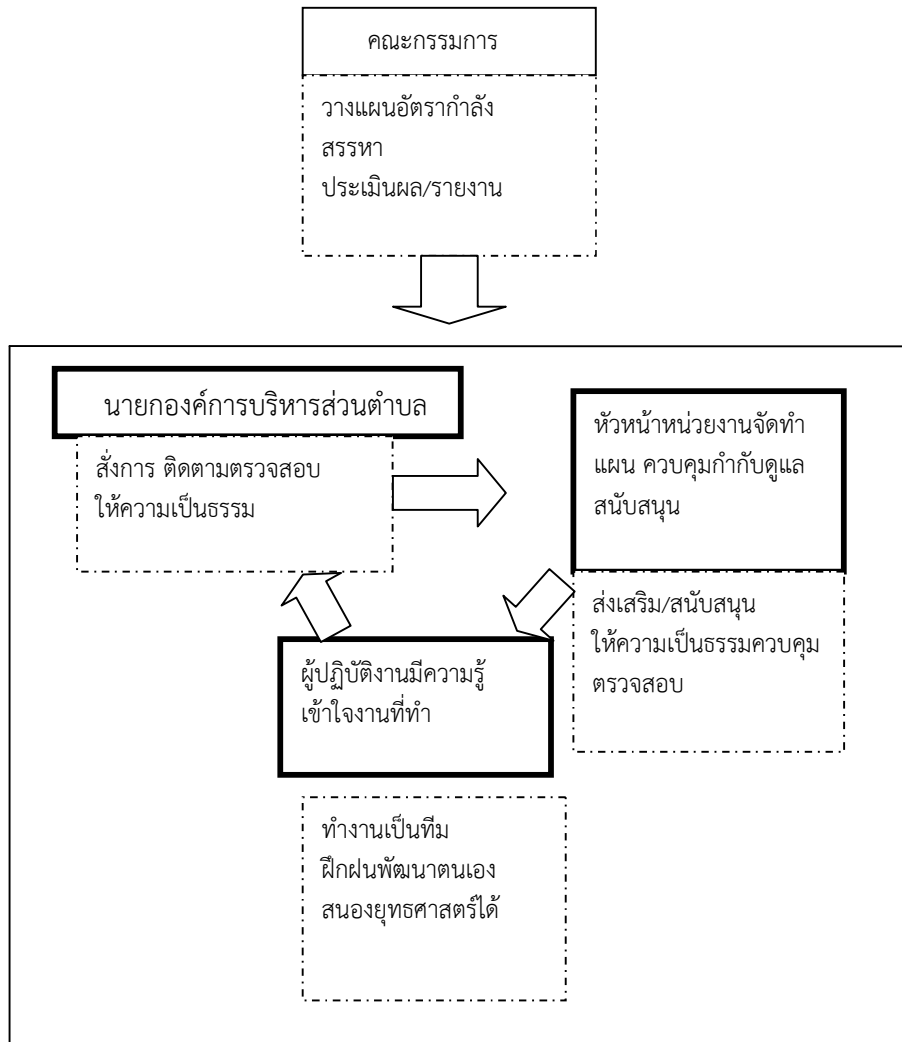 คณะกรรมการ
วางแผนอัตรากำลัง
สรรหา
ประเมินผล/รายงาน
นายกองค์การบริหารส่วนตำบล
สั่งการ ติดตามตรวจสอบ
ให้ความเป็นธรรม
หัวหน้าหน่วยงานจัดทำ
แผน ควบคุมกำกับดูแล
สนับสนุน
ส่งเสริม/สนับสนุน
ให้ความเป็นธรรมควบคุม
ตรวจสอบ
ผู้ปฏิบัติงานมีความรู้
เข้าใจงานที่ทำ
ทำงานเป็นทีม
ฝึกฝนพัฒนาตนเอง
สนองยุทธศาสตร์ได้